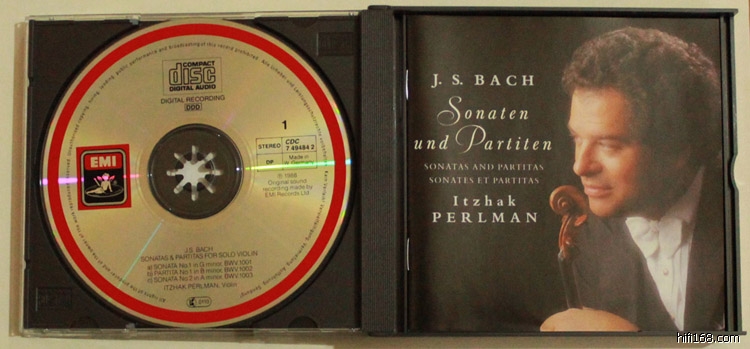 COMPACT
disc
DIGITAL AUDIO
DIGITAL RECORDING
DDD
1
STEREO
CDC
7 49484 2
DP
Made in
W. Germany
EMI
℗ 1988
Original sound
recording made by
EMI Records Ltd.
J.S. BACH
SONATAS & PARTITAS FOR SOLO VIOLIN
SONATA No.1 in G minor, BWV 1001
PARTITA No.1 in B minor, BWV 1002
SONATA No.2 in A minor, BWV 1003
ITZHAK PERLMAN, Violin
J. S. BACH
Sonaten
und Partiten
SONATAS AND PARTITAS
SONATES ET PARTITAS
Itzhak
PERLMAN
hifi168.com